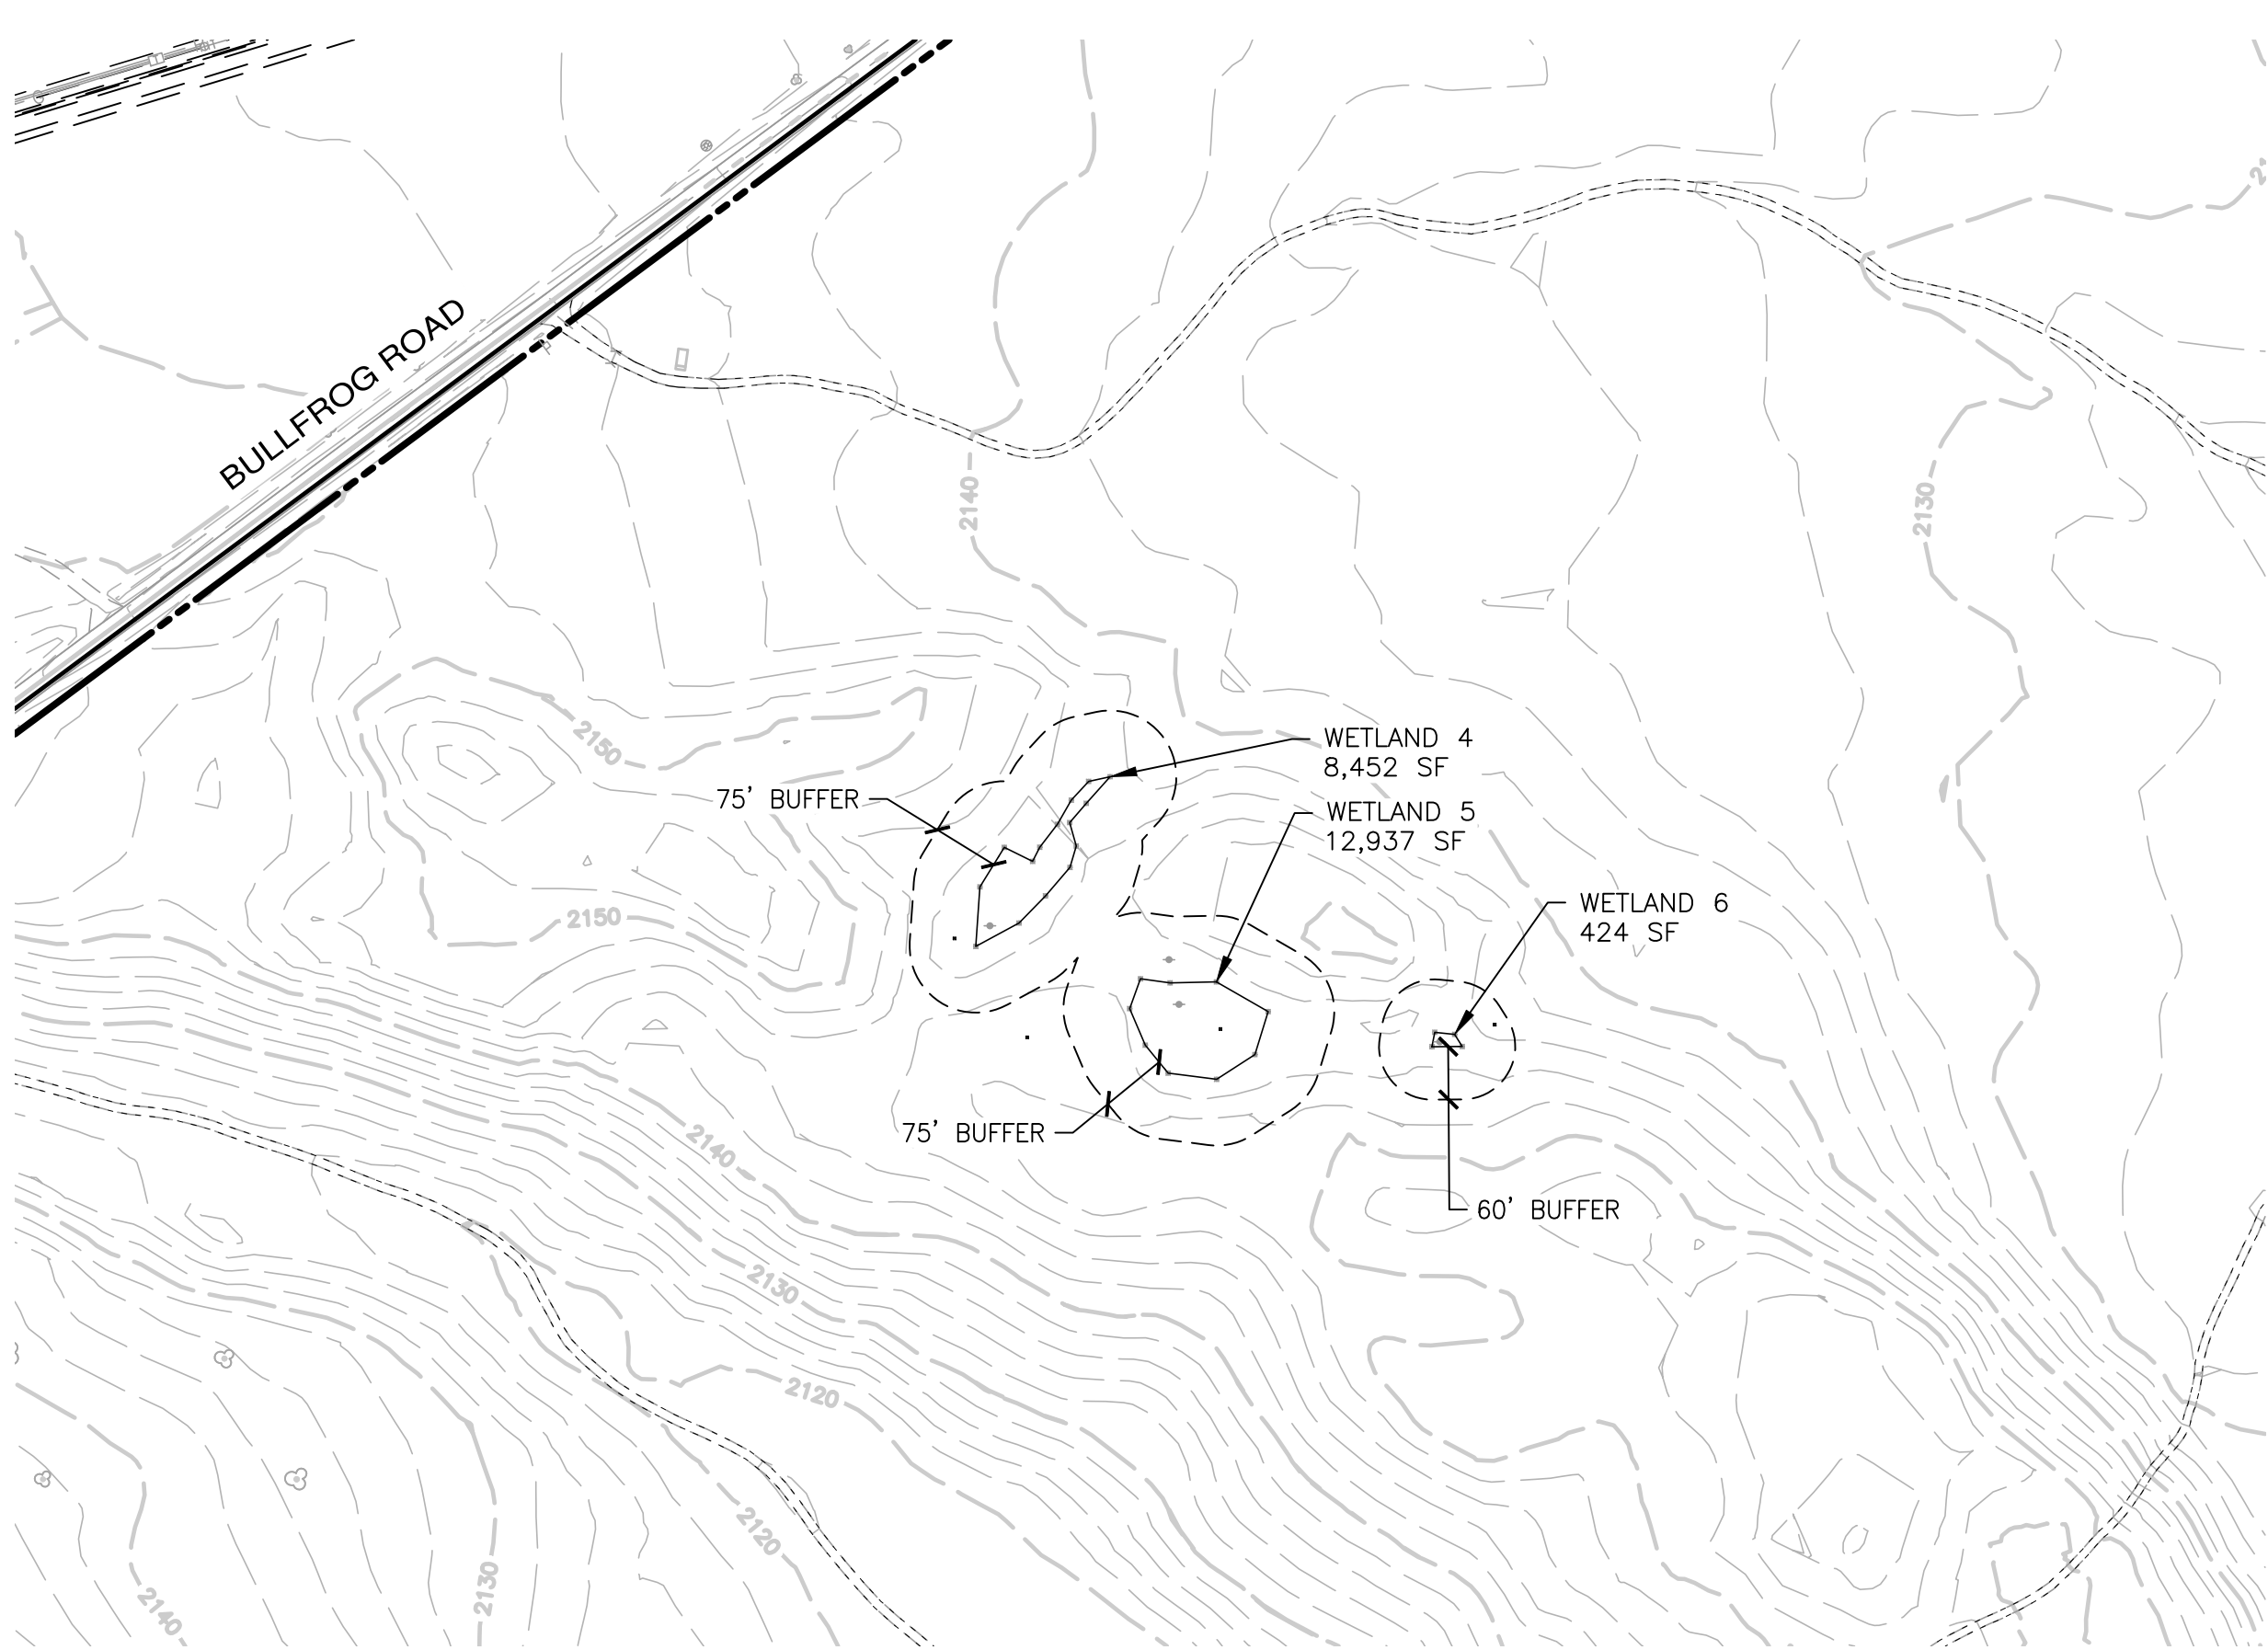 BULLFROG ROAD
2140
2130
2150
WETLAND 4
8,452 SF
75' BUFFER
WETLAND 5
12,937 SF
2150
WETLAND 6
424 SF
75' BUFFER
2140
60' BUFFER
2130
2120
2120
2130
2140